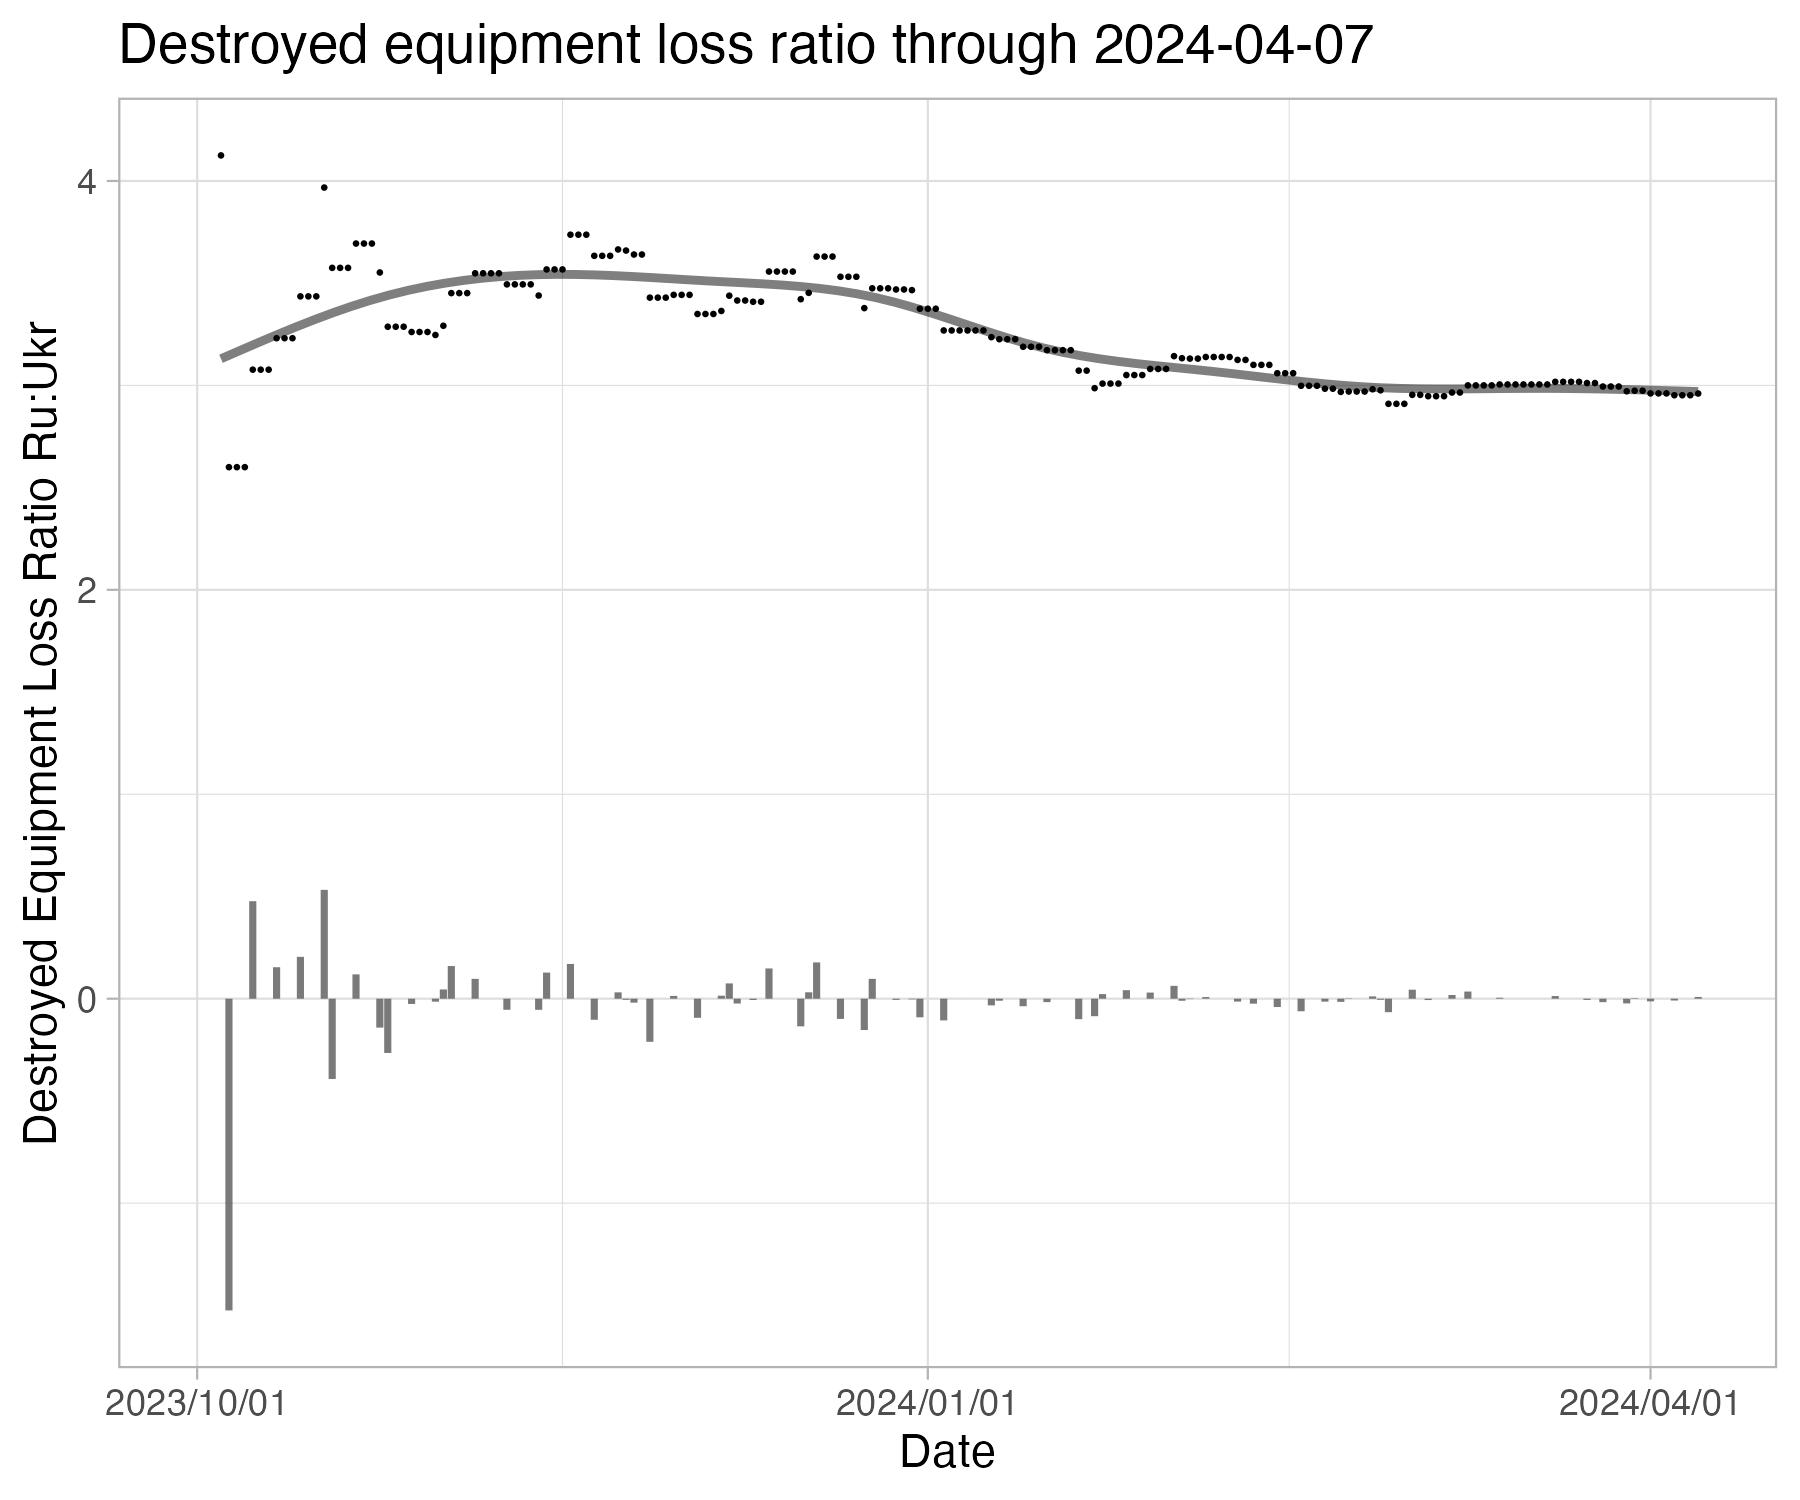 Destroyed equipment loss ratio through 2024-04-07
Destroyed Equipment Loss Ratio Ru:Ukr
4
2
0
2023/10/01
2024/01/01
2024/04/01
Date